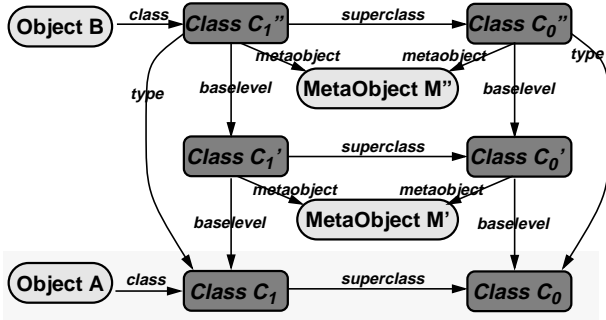 Object B
class
Class C1″
superclass
Class C0″
metaobject
metaobject
type
type
baselevel
MetaObject M″
baselevel
Class C1′
superclass
Class C0′
metaobject
metaobject
baselevel
MetaObject M′
baselevel
Object A
class
Class C1
superclass
Class C0